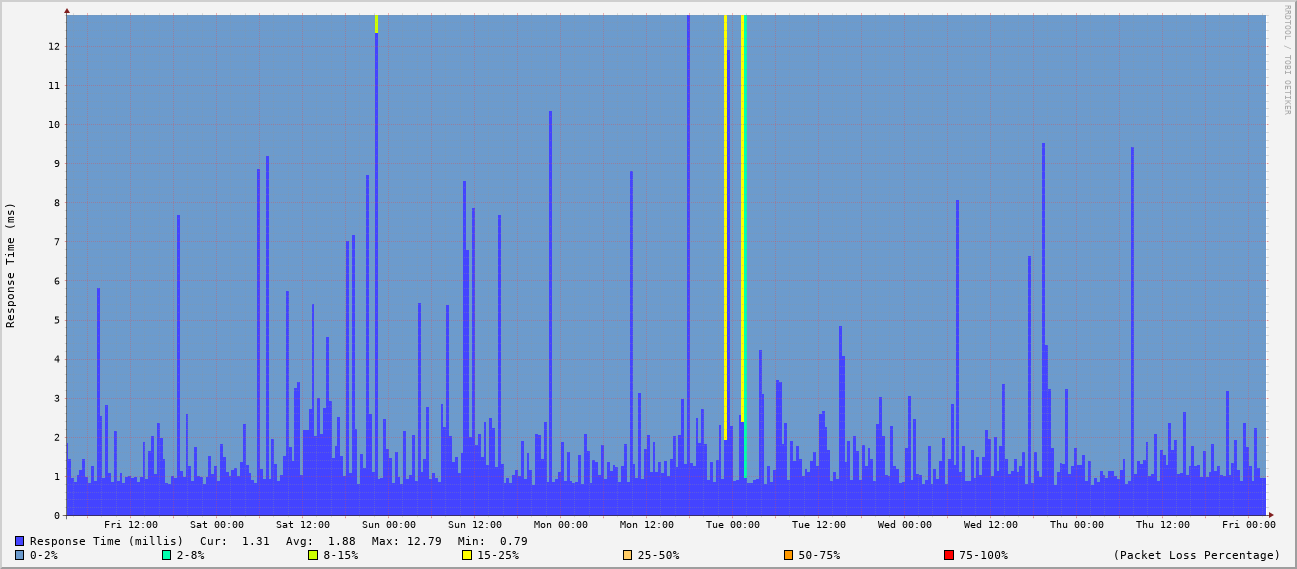 RRDTOOL / TOBI OETIKER
Response Time (ms)
12
11
10
9
8
7
6
5
4
3
2
1
0
Fri 12:00 Sat 00:00 Sat 12:00 Sun 00:00 Sun 12:00 Mon 00:00 Mon 12:00 Tue 00:00 Tue 12:00 Wed 00:00 Wed 12:00 Thu 00:00 Thu 12:00 Fri 00:00
Response Time (millis) Cur: 1.31 Avg: 1.88 Max: 12.79 Min: 0.79
0-2% 2-8% 8-15% 15-25% 25-50% 50-75% 75-100% (Packet Loss Percentage)